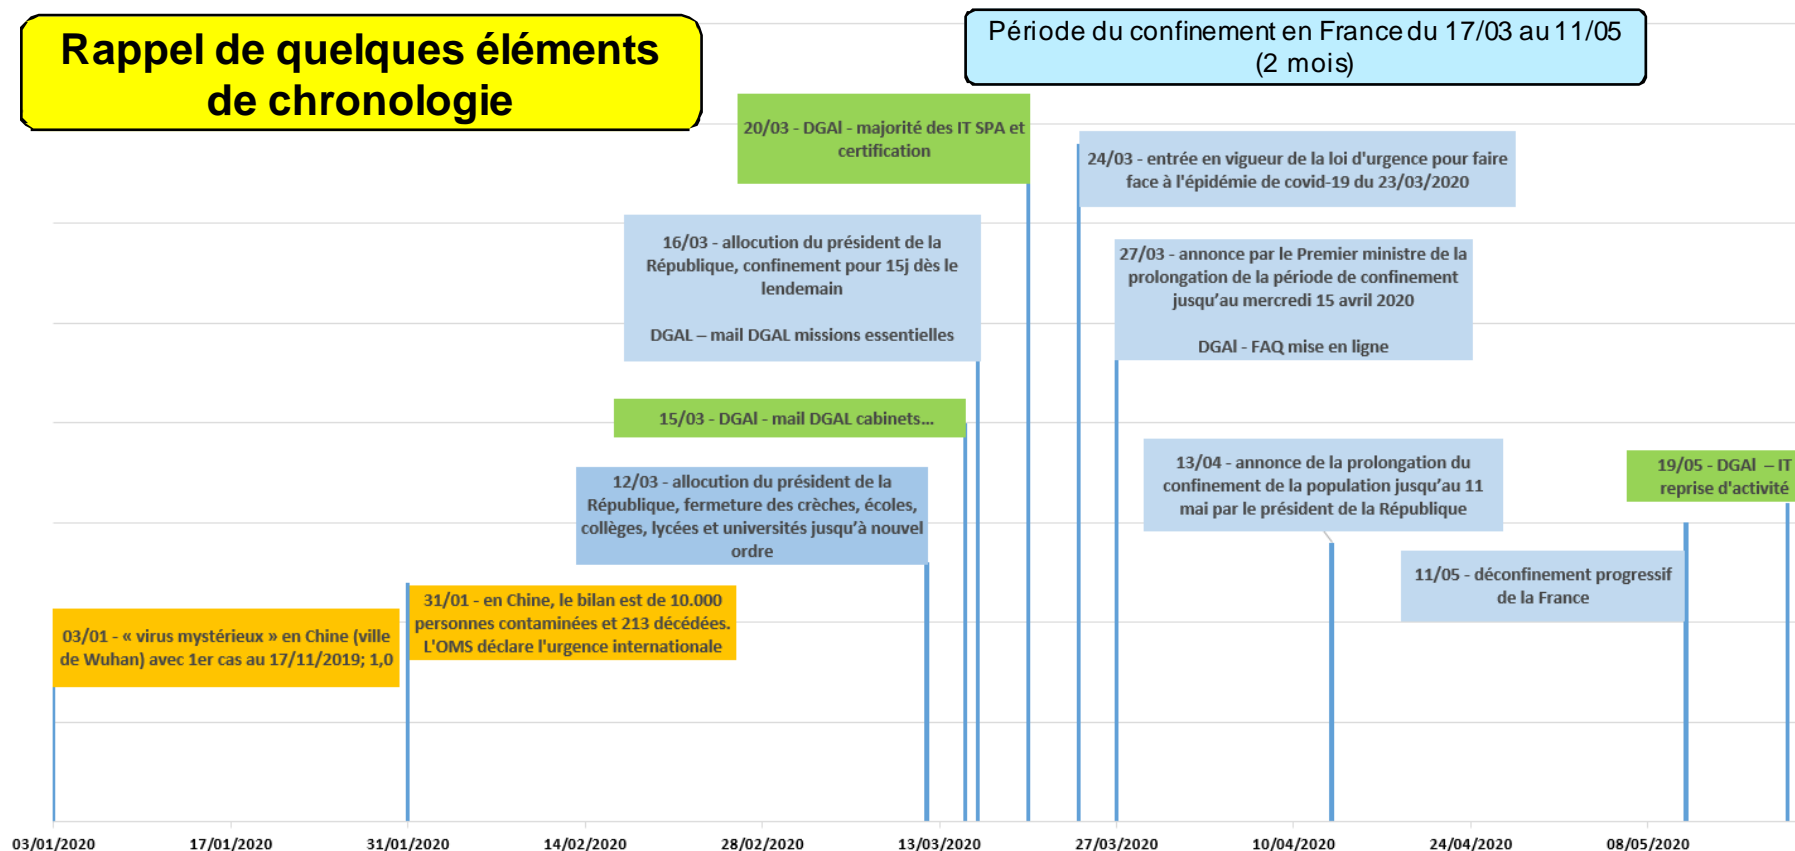 Rappel de quelques éléments
de chronologie
Période du confinement en France du 17/03 au 11/05
(2 mois)
20/03 - DGAl - majorité des IT SPA et
certification
24/03 - entrée en vigueur de la loi d'urgence pour faire
face à l'épidémie de covid-19 du 23/03/2020
16/03 - allocution du président de la
République, confinement pour 15j dès le
lendemain
DGAL – mail DGAL missions essentielles
27/03 - annonce par le Premier ministre de la
prolongation de la période de confinement
jusqu’au mercredi 15 avril 2020
DGAl - FAQ mise en ligne
15/03 - DGAl - mail DGAL cabinets...
12/03 - allocution du président de la
République, fermeture des crèches, écoles,
collèges, lycées et universités jusqu’à nouvel
ordre
13/04 - annonce de la prolongation du
confinement de la population jusqu’au 11
mai par le président de la République
19/05 - DGAl – IT
reprise d'activité
11/05 - déconfinement progressif
de la France
31/01 - en Chine, le bilan est de 10.000
personnes contaminées et 213 décédées.
L'OMS déclare l'urgence internationale
03/01 - « virus mystérieux » en Chine (ville
de Wuhan) avec 1er cas au 17/11/2019; 1,0
03/01/2020 17/01/2020 31/01/2020 14/02/2020 28/02/2020 13/03/2020 27/03/2020 10/04/2020 24/04/2020 08/05/2020